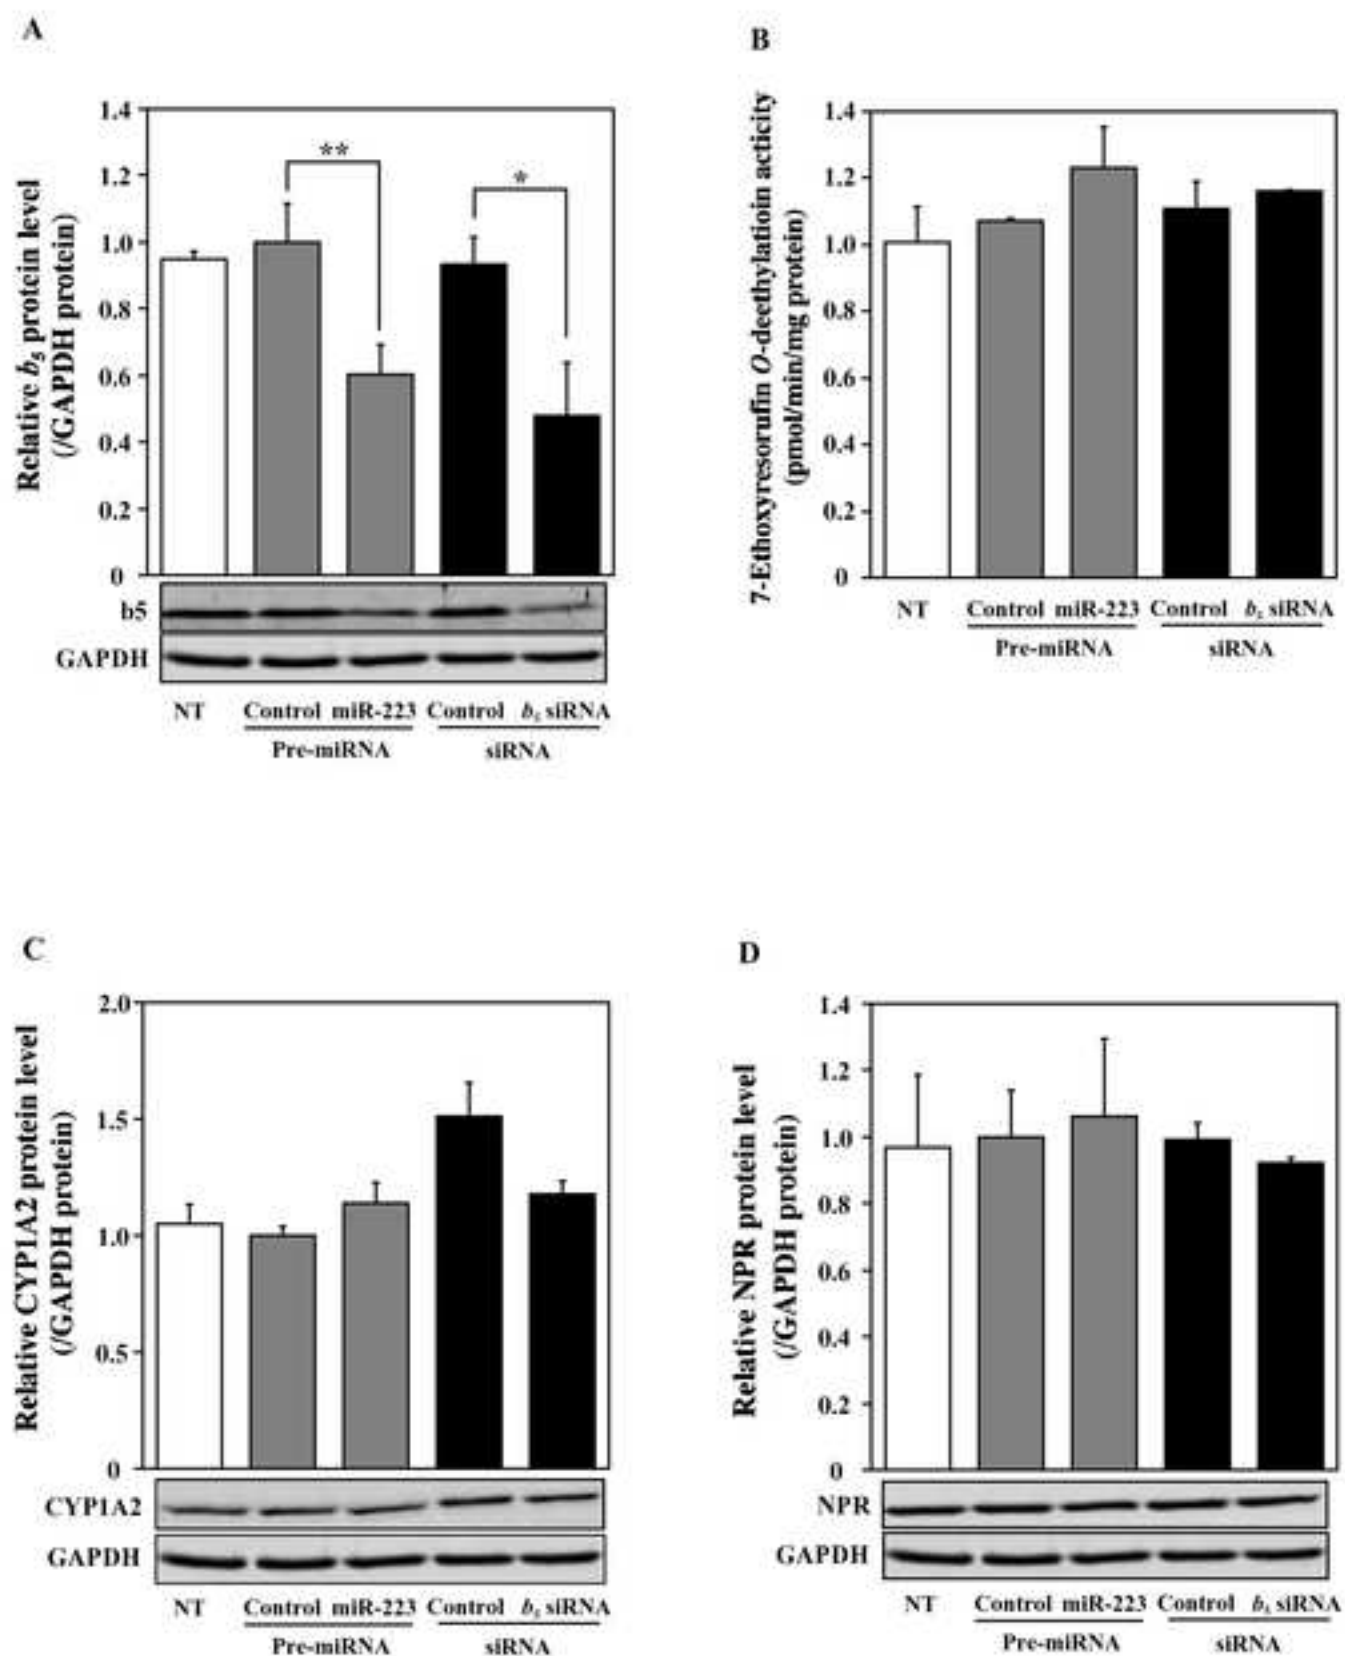 A
Relative b5 protein level
(/GAPDH protein)
1.4
1.2
1.0
0.8
0.6
0.4
0.2
0
**
*
b5
GAPDH
NT Control miR-223 Control b5 siRNA
Pre-miRNA siRNA
B
7-Ethoxyresorufin O-deethylatioin acticity
(pmol/min/mg protein)
1.4
1.2
1.0
0.8
0.6
0.4
0.2
0
NT Control miR-223 Control b5 siRNA
Pre-miRNA siRNA
C
Relative CYP1A2 protein level
(/GAPDH protein)
2.0
1.5
1.0
0.5
0
CYP1A2
GAPDH
NT Control miR-223 Control b5 siRNA
Pre-miRNA siRNA
D
Relative NPR protein level
(/GAPDH protein)
1.4
1.2
1.0
0.8
0.6
0.4
0.2
0
NPR
GAPDH
NT Control miR-223 Control b5 siRNA
Pre-miRNA siRNA